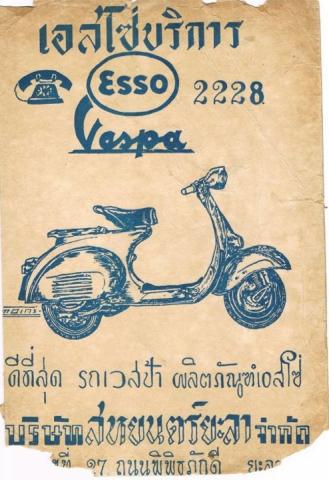 เอสโซ่บริการ
Esso
2228
Vespa
ดีที่สุด รถเวสป้า ผลิตภัณฑ์เอสโซ่
บริษัท สหยนตร์ยะลา จำกัด
ที่ ๑๗ ถนนพิพิธภักดี ยะลา